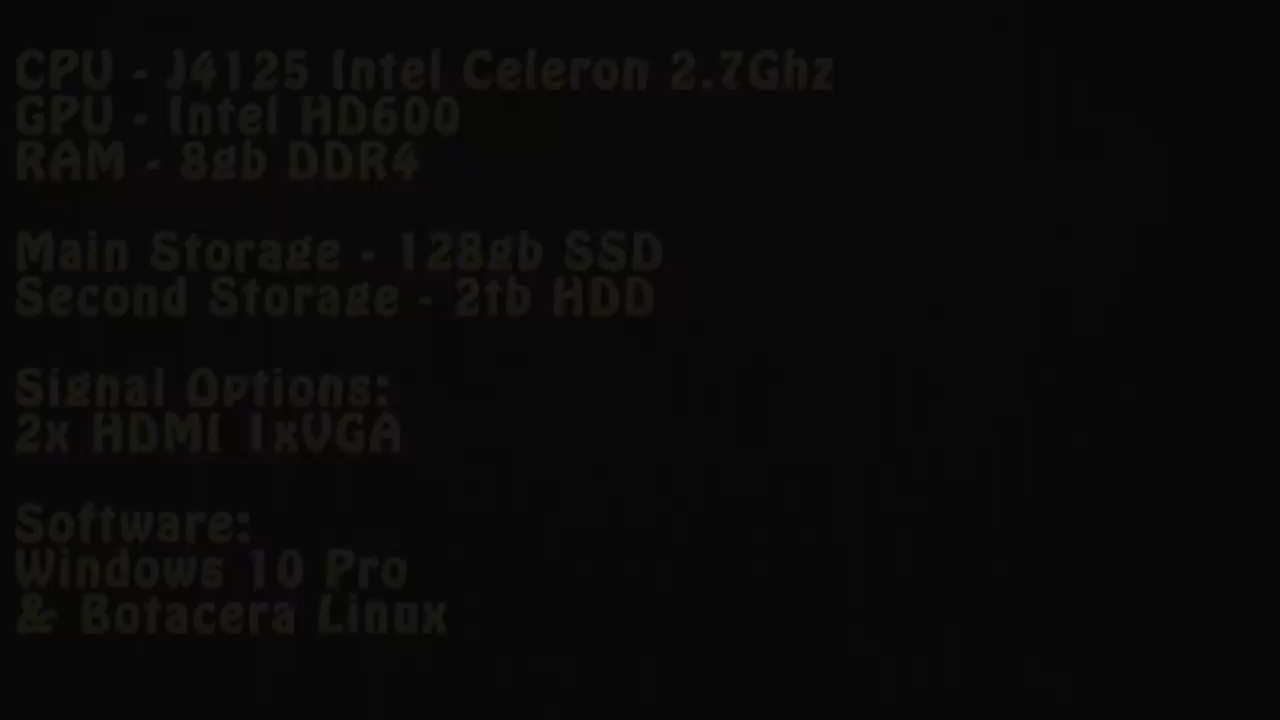 CPU - J4125 Intel Celeron 2.7Ghz
GPU - Intel HD600
RAM - 8gb DDR4
Main Storage - 128gb SSD
Second Storage - 2tb HDD
Signal Options:
2x HDMI 1xVGA
Software:
Windows 10 Pro
& Botacera Linux